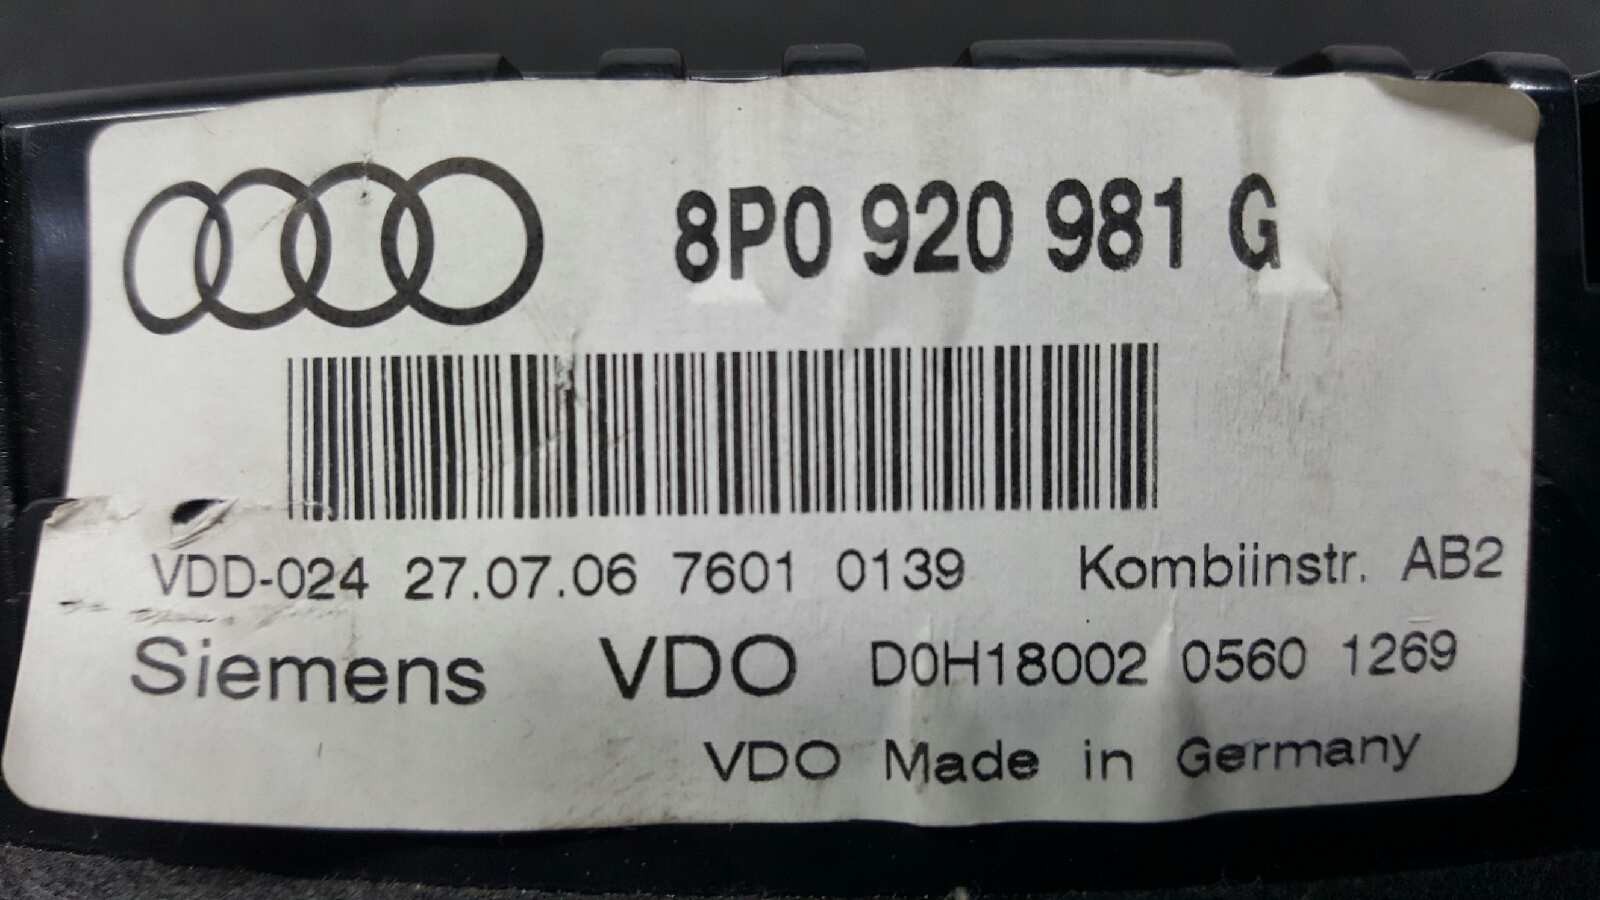 8P0 920 981 G
VDD-024 27.07.06 7601 0139 Kombiinstr. AB2
Siemens VDO D0H18002 0560 1269
VDO Made in Germany